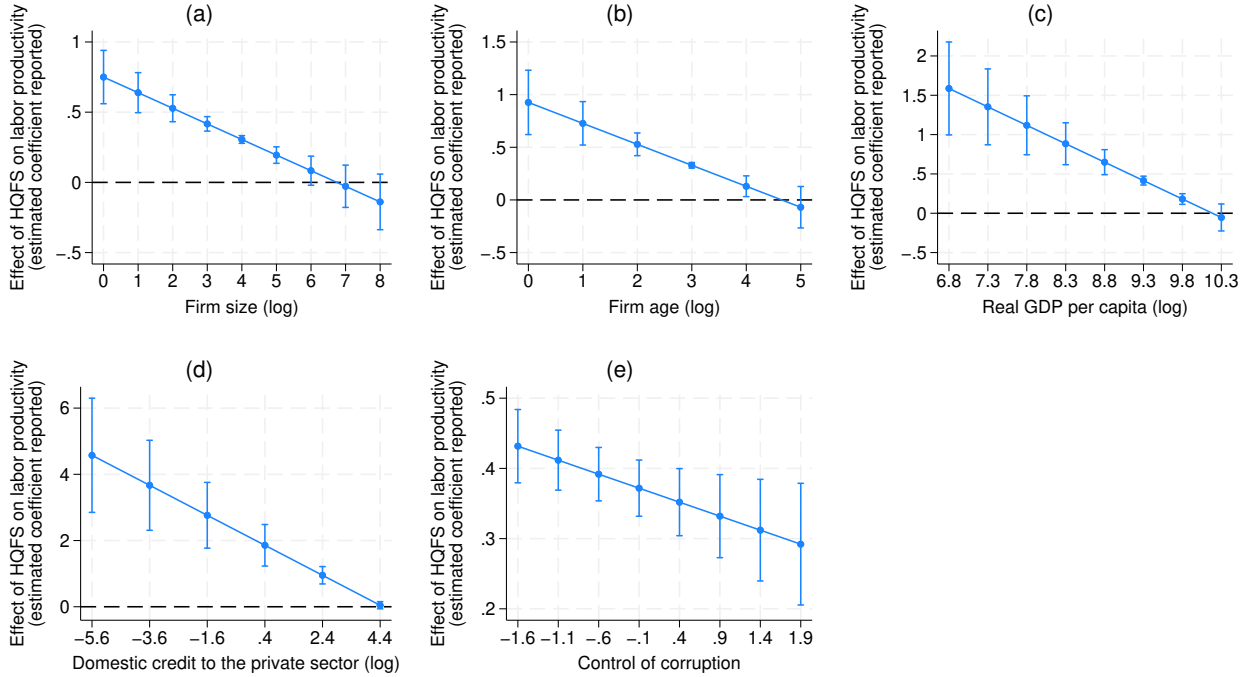 (a)
Effect of HQFS on labor productivity
(estimated coefficient reported)
1
.5
0
−.5
0 1 2 3 4 5 6 7 8
Firm size (log)
(b)
Effect of HQFS on labor productivity
(estimated coefficient reported)
1.5
1
.5
0
−.5
0 1 2 3 4 5
Firm age (log)
(c)
Effect of HQFS on labor productivity
(estimated coefficient reported)
2
1.5
1
.5
0
−.5
6.8 7.3 7.8 8.3 8.8 9.3 9.8 10.3
Real GDP per capita (log)
(d)
Effect of HQFS on labor productivity
(estimated coefficient reported)
6
4
2
0
−5.6 −3.6 −1.6 .4 2.4 4.4
Domestic credit to the private sector (log)
(e)
Effect of HQFS on labor productivity
(estimated coefficient reported)
.5
.4
.3
.2
−1.6 −1.1 −.6 −.1 .4 .9 1.4 1.9
Control of corruption